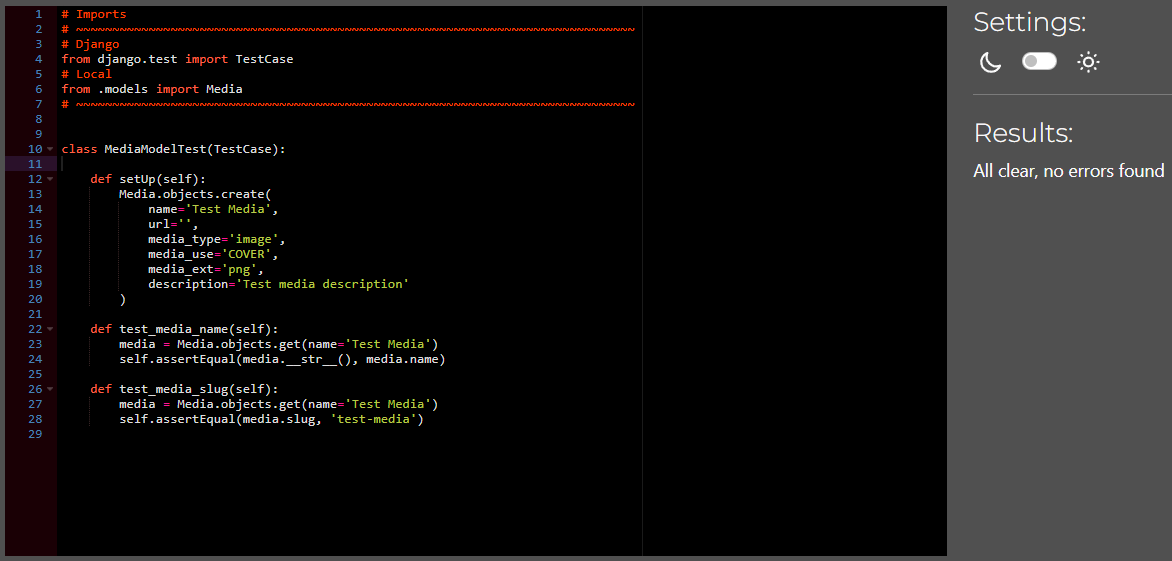 1 # Imports
2 # ~~~~~~~~~~~~~~~~~~~~~~~~~~~~~~~~~~~~~~~~~~~~~~~~~~~~~~~~~~~~~~~~~~~~~~~~~~~~~
3 # Django
4 from django.test import TestCase
5 # Local
6 from .models import Media
7 # ~~~~~~~~~~~~~~~~~~~~~~~~~~~~~~~~~~~~~~~~~~~~~~~~~~~~~~~~~~~~~~~~~~~~~~~~~~~~~
8
9
10 class MediaModelTest(TestCase):
11
12     def setUp(self):
13         Media.objects.create(
14             name='Test Media',
15             url='',
16             media_type='image',
17             media_use='COVER',
18             media_ext='png',
19             description='Test media description'
20         )
21
22     def test_media_name(self):
23         media = Media.objects.get(name='Test Media')
24         self.assertEqual(media.__str__(), media.name)
25
26     def test_media_slug(self):
27         media = Media.objects.get(name='Test Media')
28         self.assertEqual(media.slug, 'test-media')
29
Settings:
Results:
All clear, no errors found